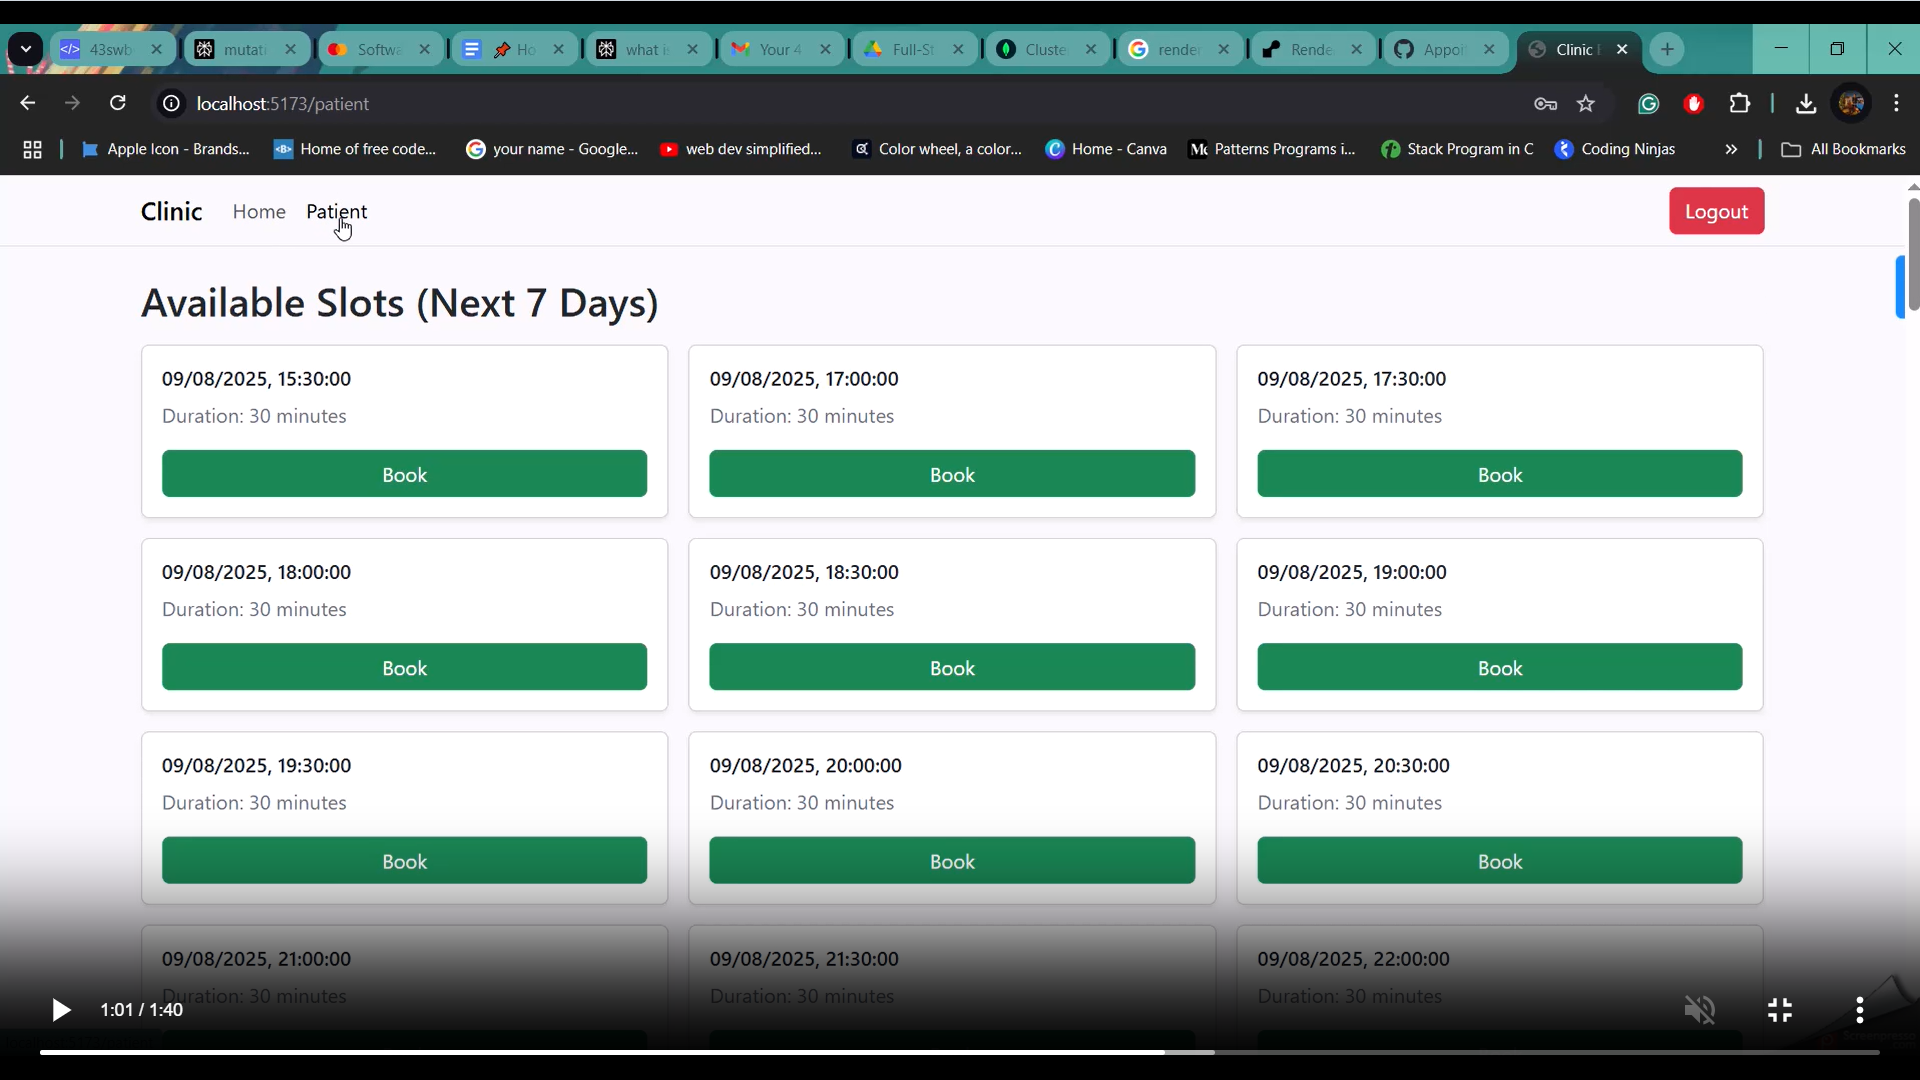 43swb
mutat
Softwa
Ho
what i
Your 4
Full-St
Cluste
render
Rende
Appoi
Clinic
localhost:5173/patient
Apple Icon - Brands...
Home of free code...
your name - Google...
web dev simplified...
Color wheel, a color...
Home - Canva
Patterns Programs i...
Stack Program in C
Coding Ninjas
»
All Bookmarks
Clinic
Home
Patient
Logout
Available Slots (Next 7 Days)
09/08/2025, 15:30:00
Duration: 30 minutes
Book
09/08/2025, 17:00:00
Duration: 30 minutes
Book
09/08/2025, 17:30:00
Duration: 30 minutes
Book
09/08/2025, 18:00:00
Duration: 30 minutes
Book
09/08/2025, 18:30:00
Duration: 30 minutes
Book
09/08/2025, 19:00:00
Duration: 30 minutes
Book
09/08/2025, 19:30:00
Duration: 30 minutes
Book
09/08/2025, 20:00:00
Duration: 30 minutes
Book
09/08/2025, 20:30:00
Duration: 30 minutes
Book
09/08/2025, 21:00:00
Duration: 30 minutes
09/08/2025, 21:30:00
Duration: 30 minutes
09/08/2025, 22:00:00
Duration: 30 minutes
1:01 / 1:40